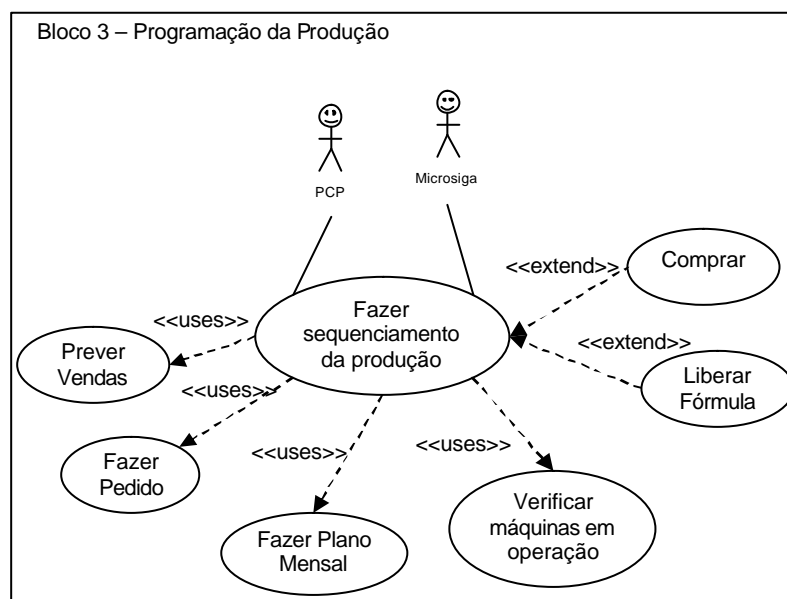 Bloco 3 – Programação da Produção
PCP
Microsiga
<<extend>>
Comprar
Fazer
sequenciamento
da produção
<<uses>>
<<extend>>
Prever
Vendas
Liberar
Fórmula
<<uses>>
<<uses>>
<<uses>>
Fazer
Pedido
Verificar
máquinas em
operação
Fazer Plano
Mensal